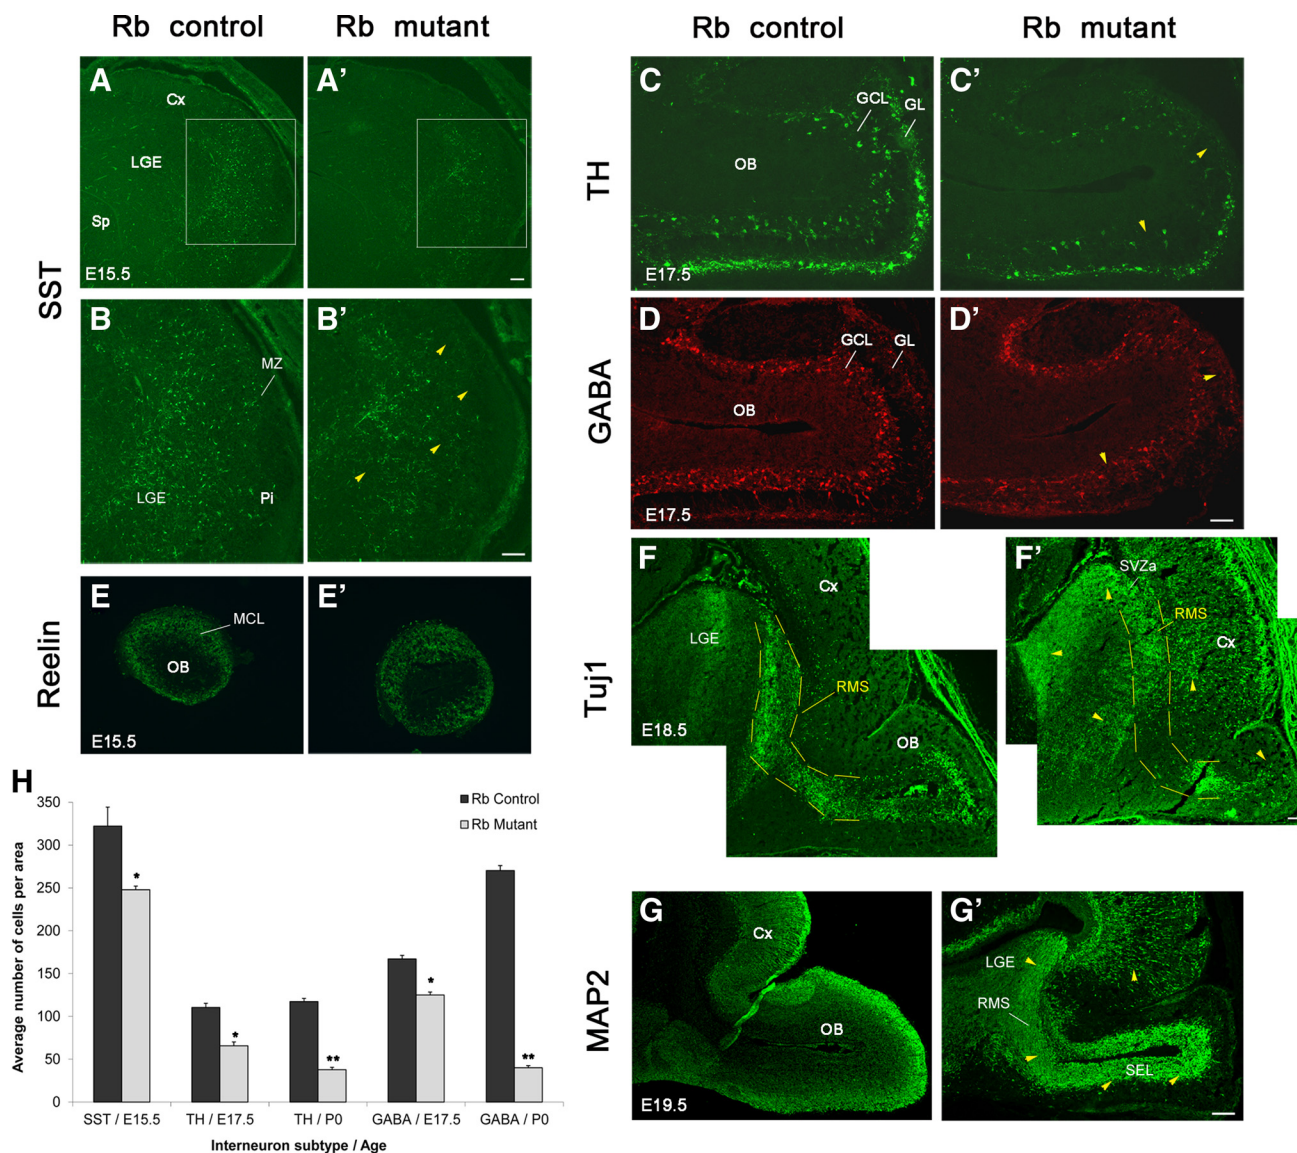 Rb control
Rb mutant
Rb control
Rb mutant
SST
A
Cx
LGE
Sp
E15.5
A'
B
MZ
LGE
Pi
B'
Reelin
E
MCL
OB
E15.5
E'
TH
C
GCL
GL
OB
E17.5
C'
GABA
D
GCL
GL
OB
E17.5
D'
Tuj1
F
Cx
LGE
RMS
OB
E18.5
F'
SVZa
RMS
Cx
H
Rb Control
Rb Mutant
Average number of cells per area
350
300
250
200
150
100
50
0
*
*
**
*
**
SST / E15.5
TH / E17.5
TH / P0
GABA / E17.5
GABA / P0
Interneuron subtype / Age
MAP2
G
Cx
OB
E19.5
G'
LGE
RMS
SEL